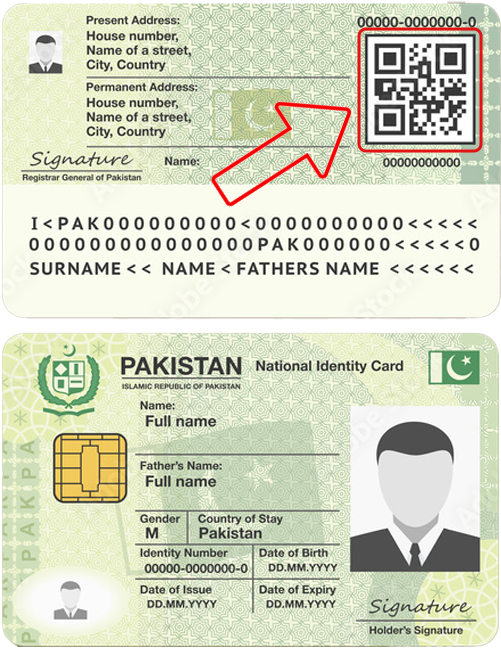 Present Address:
House number,
Name of a street,
City, Country
Permanent Address:
House number,
Name of a street,
City, Country
Signature
Registrar General of Pakistan
Name:
00000-0000000-0
00000000000
I<PAK000000000<0000000000<<<<<
0000000000000000PAK000000<<<<<0
SURNAME << NAME < FATHERS NAME <<<<<<
PAKISTAN
ISLAMIC REPUBLIC OF PAKISTAN
National Identity Card
Name:
Full name
Father's Name:
Full name
Gender
M
Country of Stay
Pakistan
Identity Number
00000-0000000-0
Date of Birth
DD.MM.YYYY
Date of Issue
DD.MM.YYYY
Date of Expiry
DD.MM.YYYY
Signature
Holder's Signature